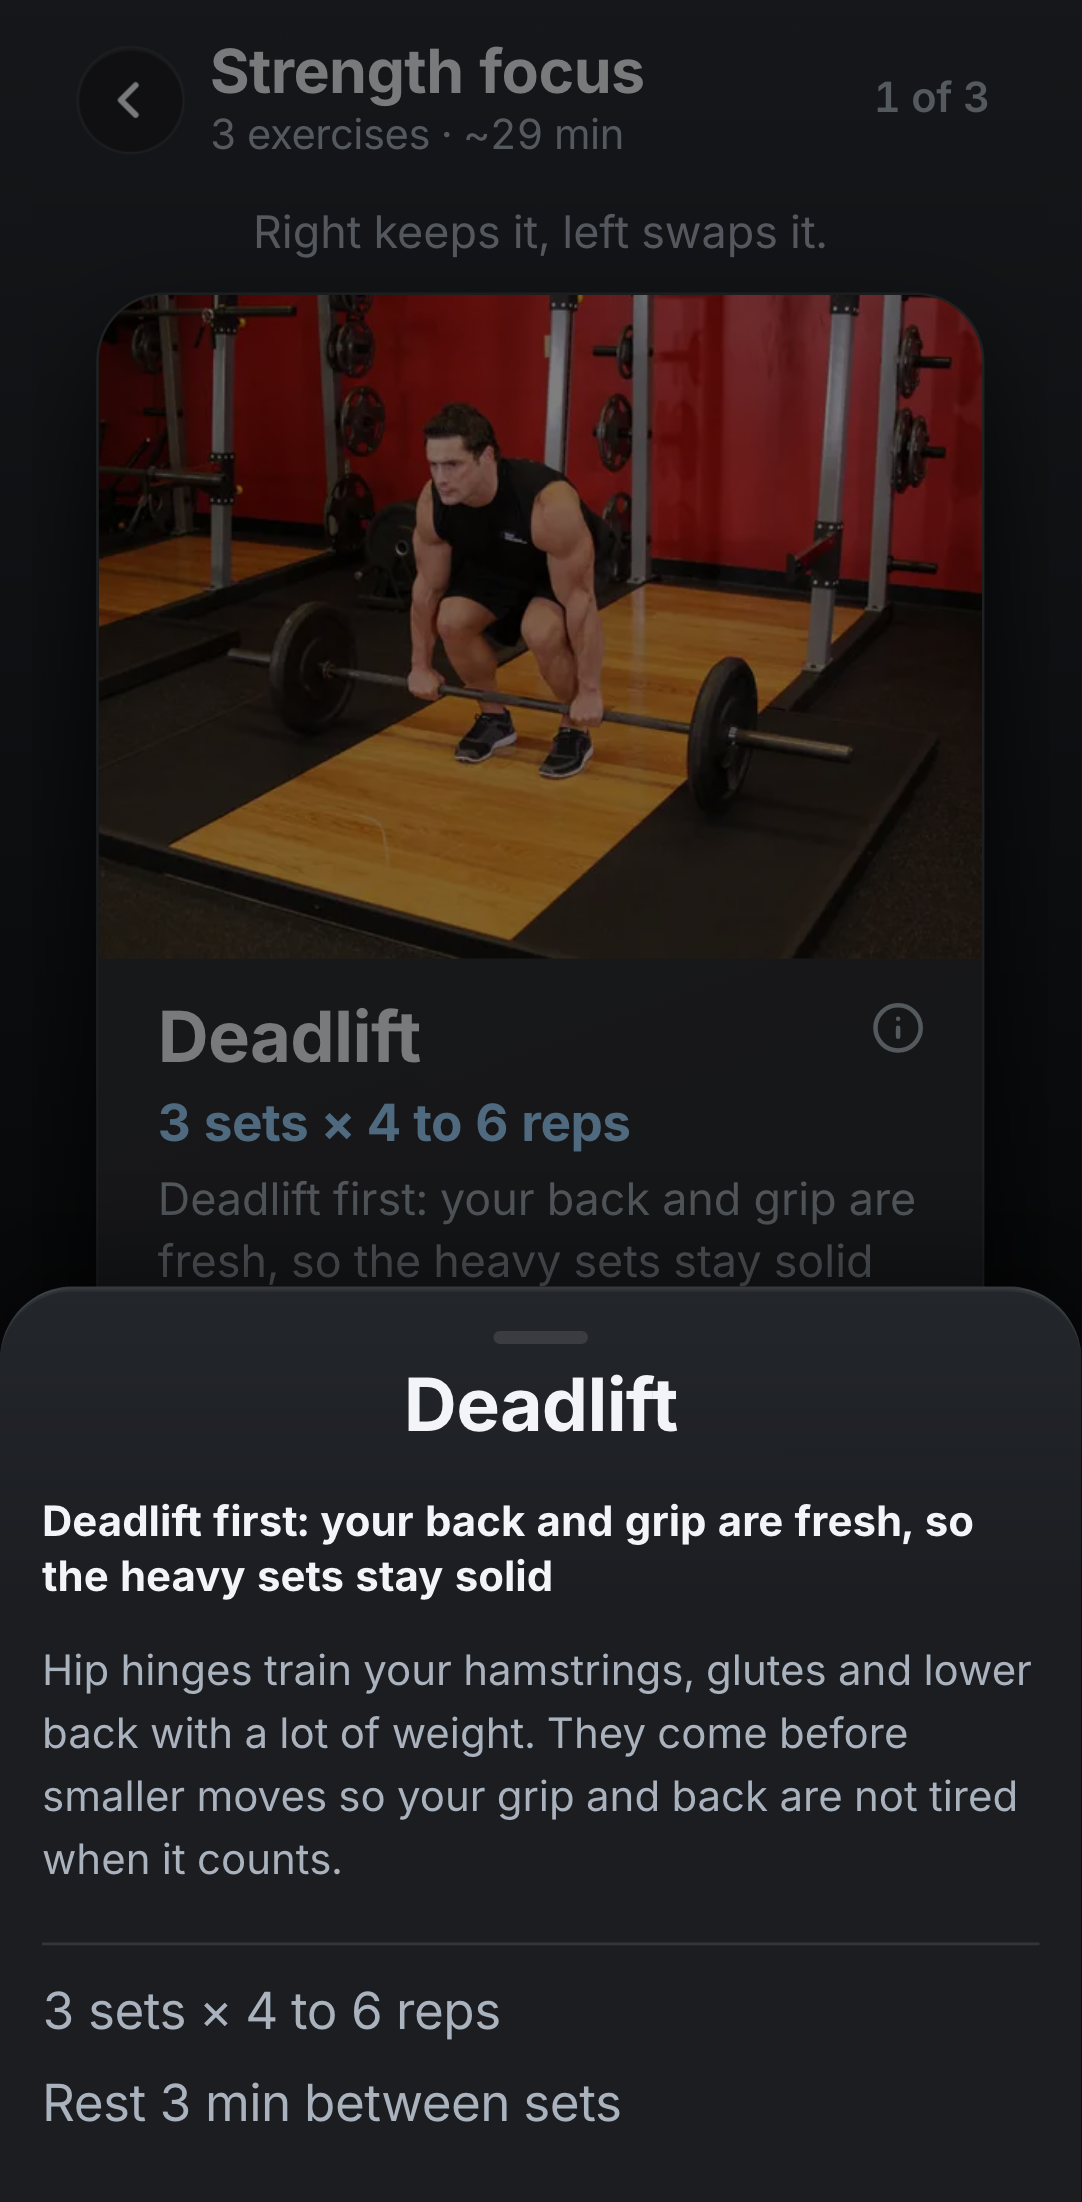 Strength focus
3 exercises · ~29 min
1 of 3
Right keeps it, left swaps it.
Deadlift
3 sets × 4 to 6 reps
Deadlift first: your back and grip are
fresh, so the heavy sets stay solid
Deadlift
Deadlift first: your back and grip are fresh, so
the heavy sets stay solid
Hip hinges train your hamstrings, glutes and lower
back with a lot of weight. They come before
smaller moves so your grip and back are not tired
when it counts.
3 sets × 4 to 6 reps
Rest 3 min between sets